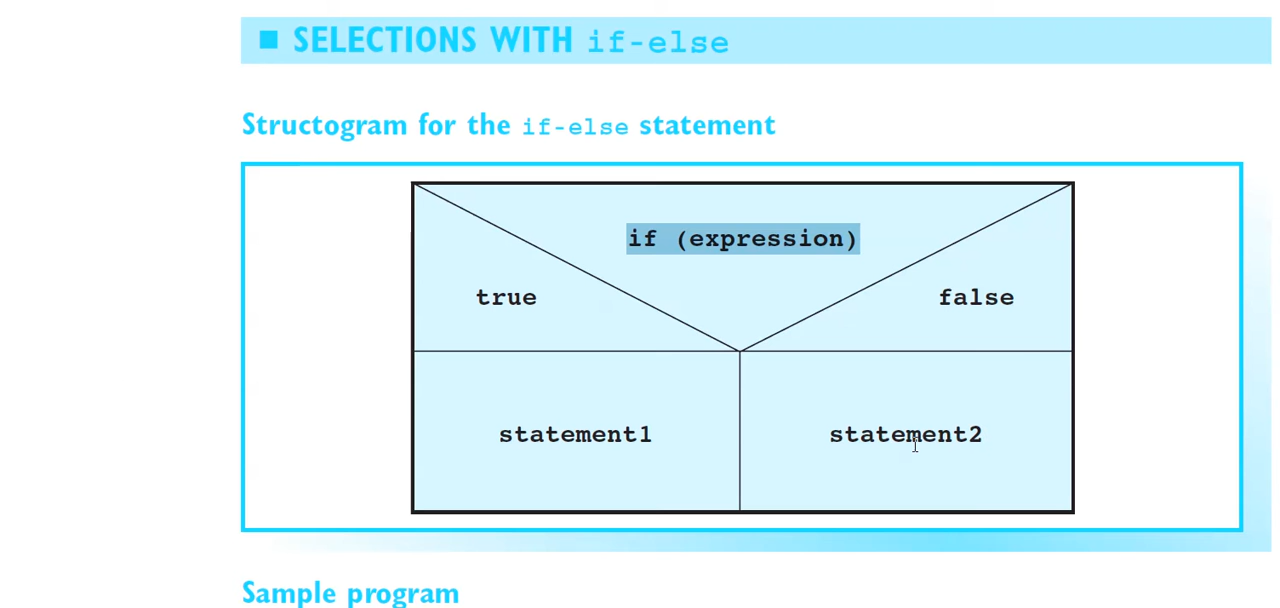 ■ SELECTIONS WITH if-else
Structogram for the if-else statement
if (expression)
true false
statement1 statement2
Sample program